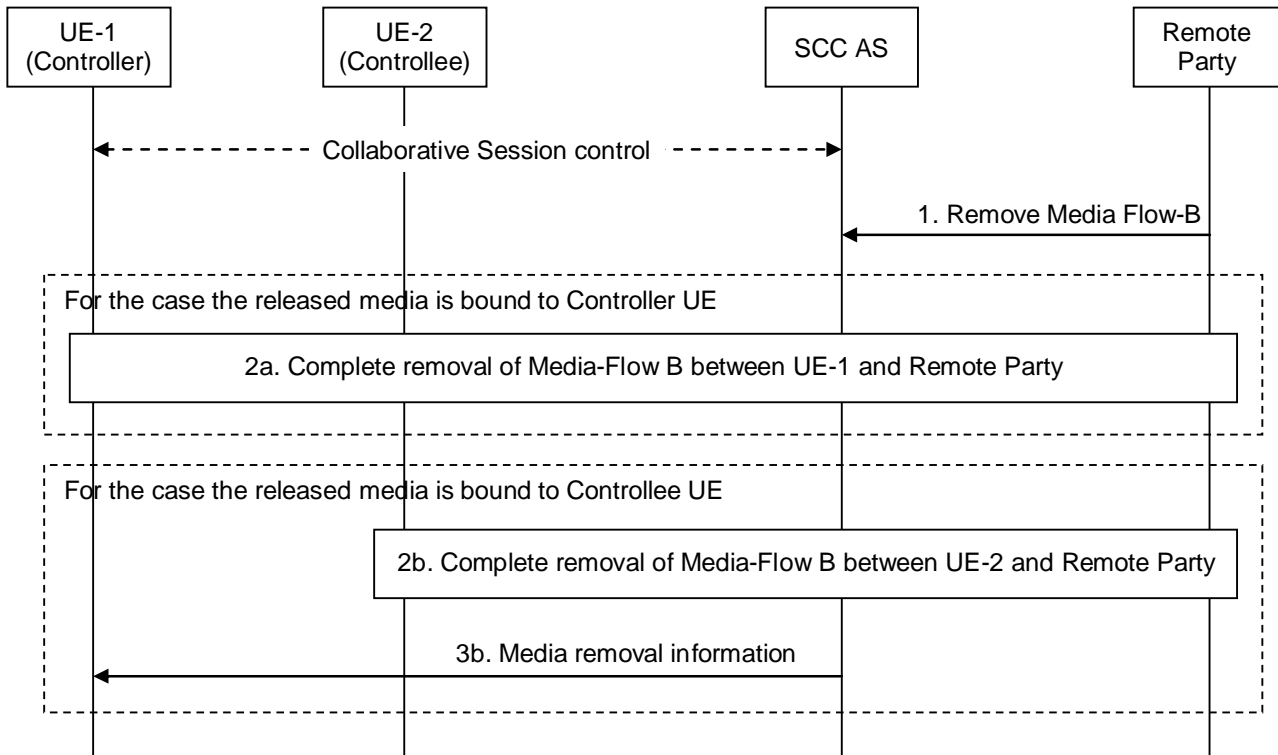 UE-1
(Controller)
UE-2
(Controllee)
SCC AS
Remote
Party
Collaborative Session control
1. Remove Media Flow-B
For the case the released media is bound to Controller UE
2a. Complete removal of Media-Flow B between UE-1 and Remote Party
For the case the released media is bound to Controllee UE
2b. Complete removal of Media-Flow B between UE-2 and Remote Party
3b. Media removal information